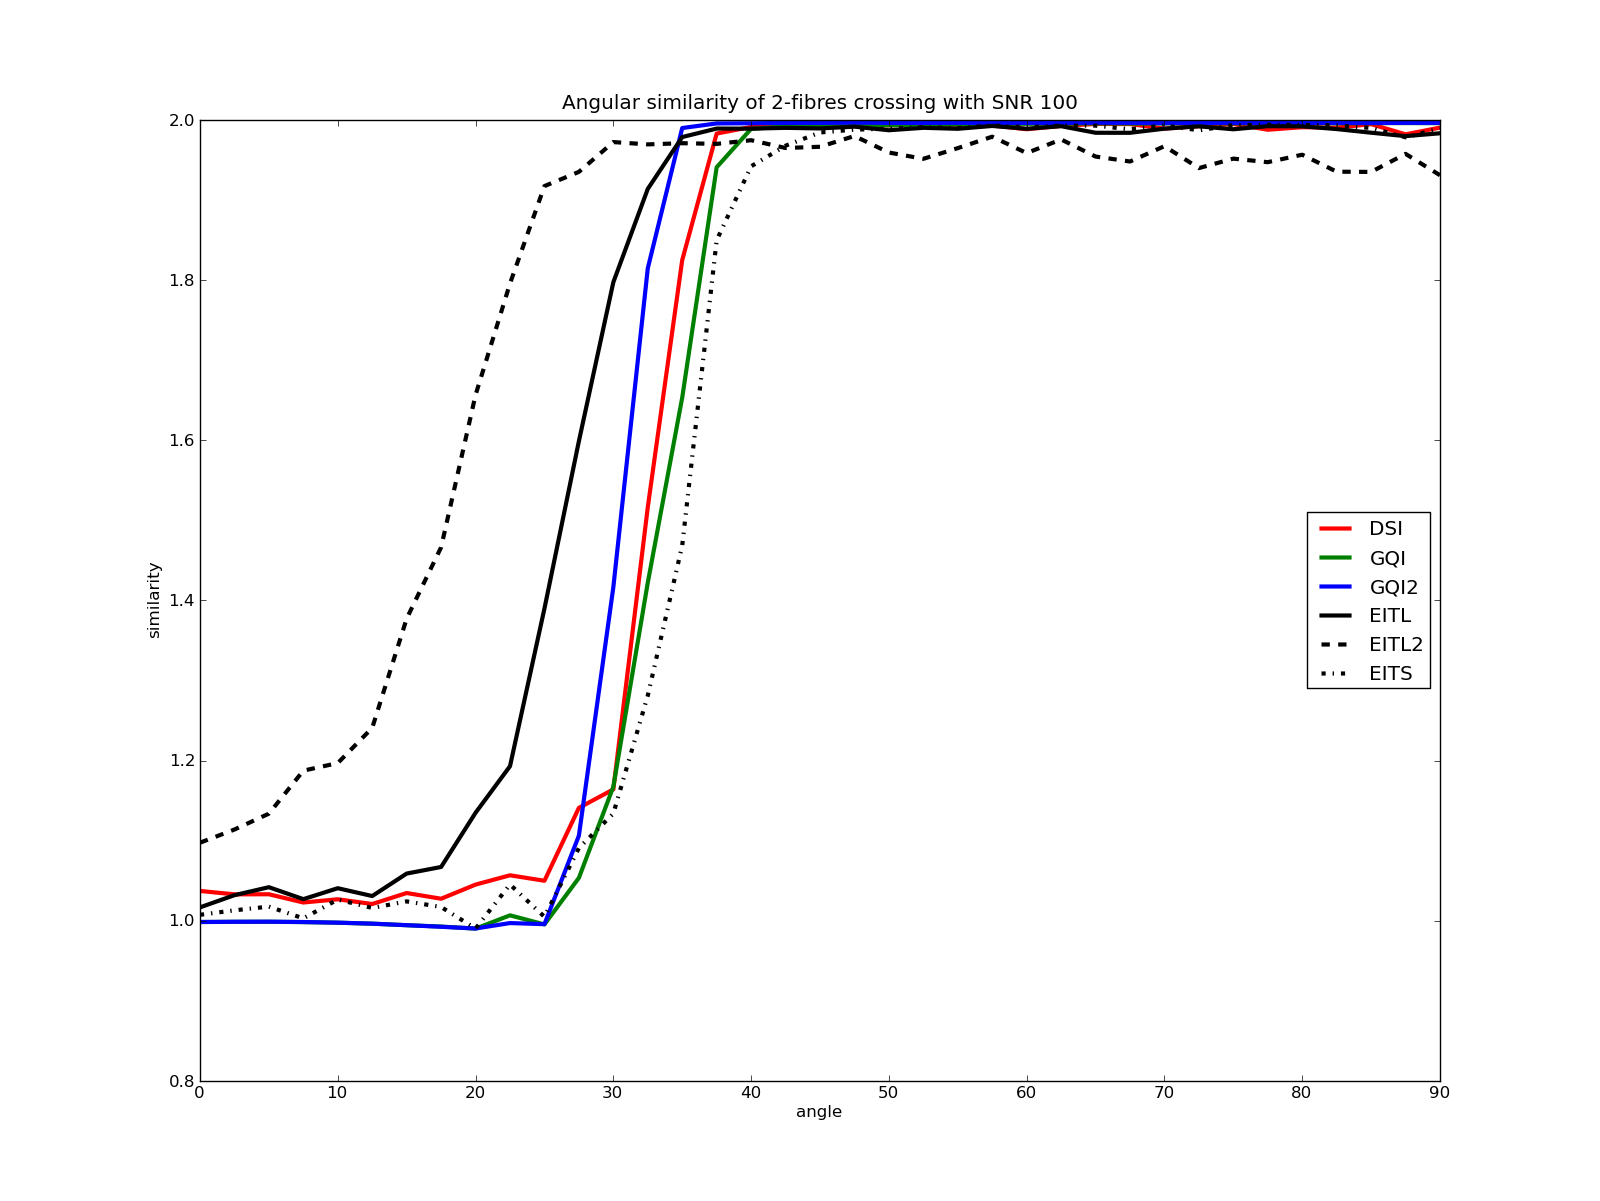 Angular similarity of 2-fibres crossing with SNR 100
2.0
1.8
1.6
1.4
1.2
1.0
0.8
similarity
DSI
GQI
GQI2
EITL
EITL2
EITS
0 10 20 30 40 50 60 70 80 90
angle